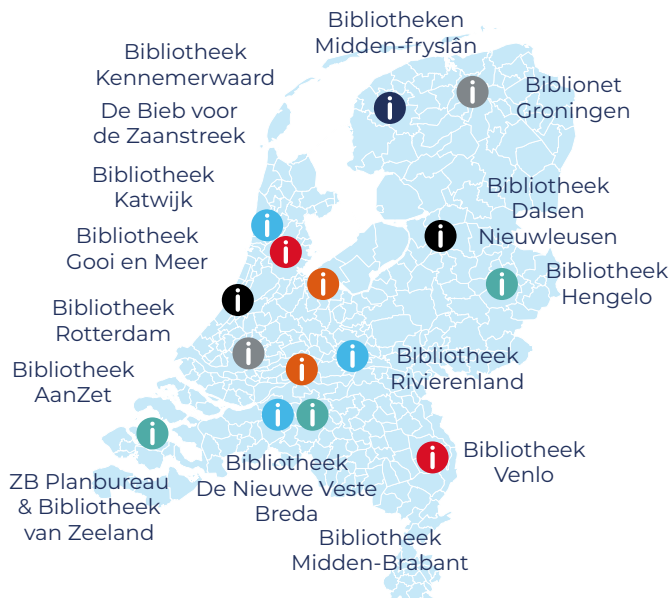 Bibliotheken
Midden-fryslân
Bibliotheek
Kennemerwaard
Biblionet
Groningen
De Bieb voor
de Zaanstreek
Bibliotheek
Katwijk
Bibliotheek
Dalsen
Nieuwleusen
Bibliotheek
Gooi en Meer
Bibliotheek
Hengelo
Bibliotheek
Rotterdam
Bibliotheek
Rivierenland
Bibliotheek
AanZet
Bibliotheek
Venlo
Bibliotheek
De Nieuwe Veste
Breda
ZB Planbureau
& Bibliotheek
van Zeeland
Bibliotheek
Midden-Brabant